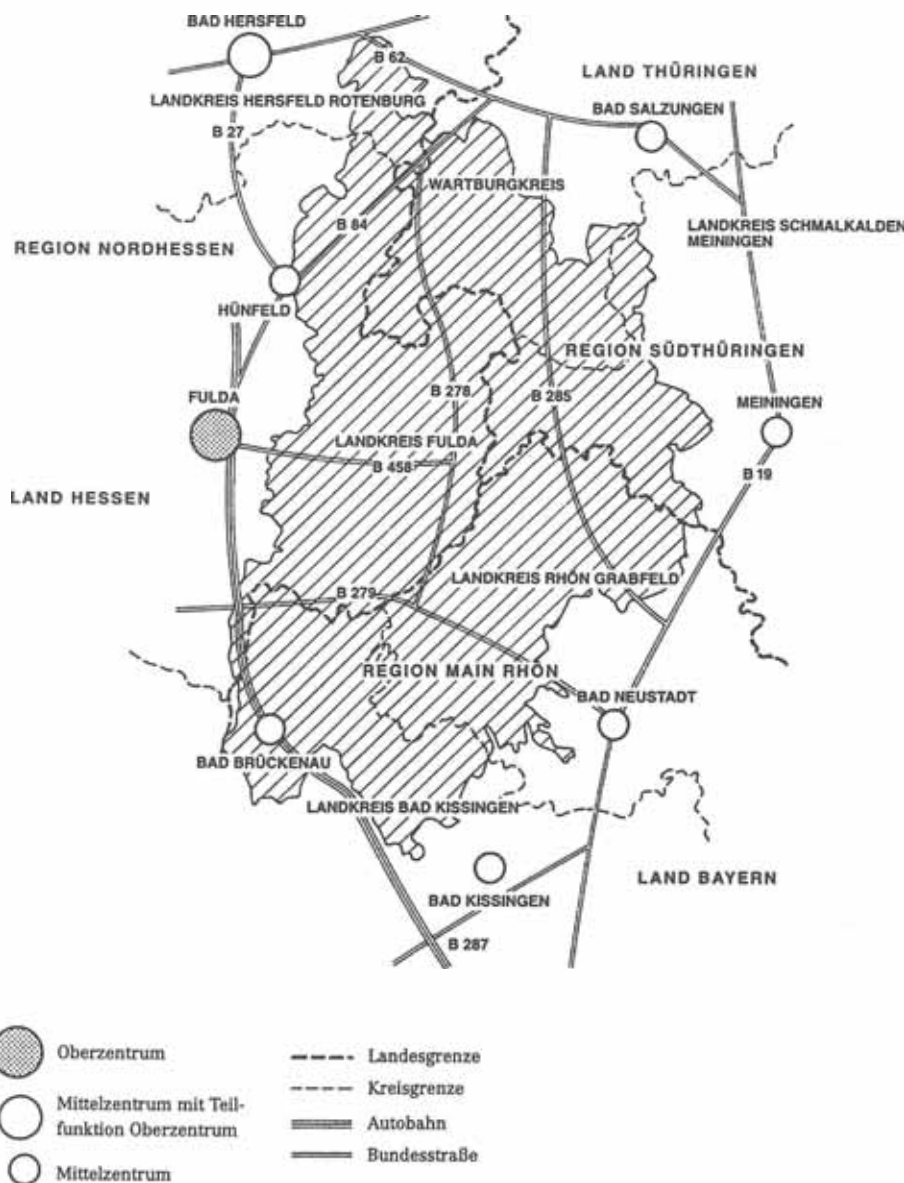 BAD HERSFELD
B 62
LAND THÜRINGEN
LANDKREIS HERSFELD ROTENBURG
BAD SALZUNGEN
B 27
WARTBURGKREIS
B 84
LANDKREIS SCHMALKALDEN
MEININGEN
REGION NORDHESSEN
HÜNFELD
REGION SÜDTHÜRINGEN
FULDA
B 278
B 285
MEININGEN
LANDKREIS FULDA
B 458
B 19
LAND HESSEN
LANDKREIS RHÖN GRABFELD
B 279
REGION MAIN RHÖN
BAD NEUSTADT
BAD BRÜCKENAU
LANDKREIS BAD KISSINGEN
LAND BAYERN
BAD KISSINGEN
B 287
Oberzentrum
Mittelzentrum mit Teil-
funktion Oberzentrum
Mittelzentrum
Landesgrenze
Kreisgrenze
Autobahn
Bundesstraße